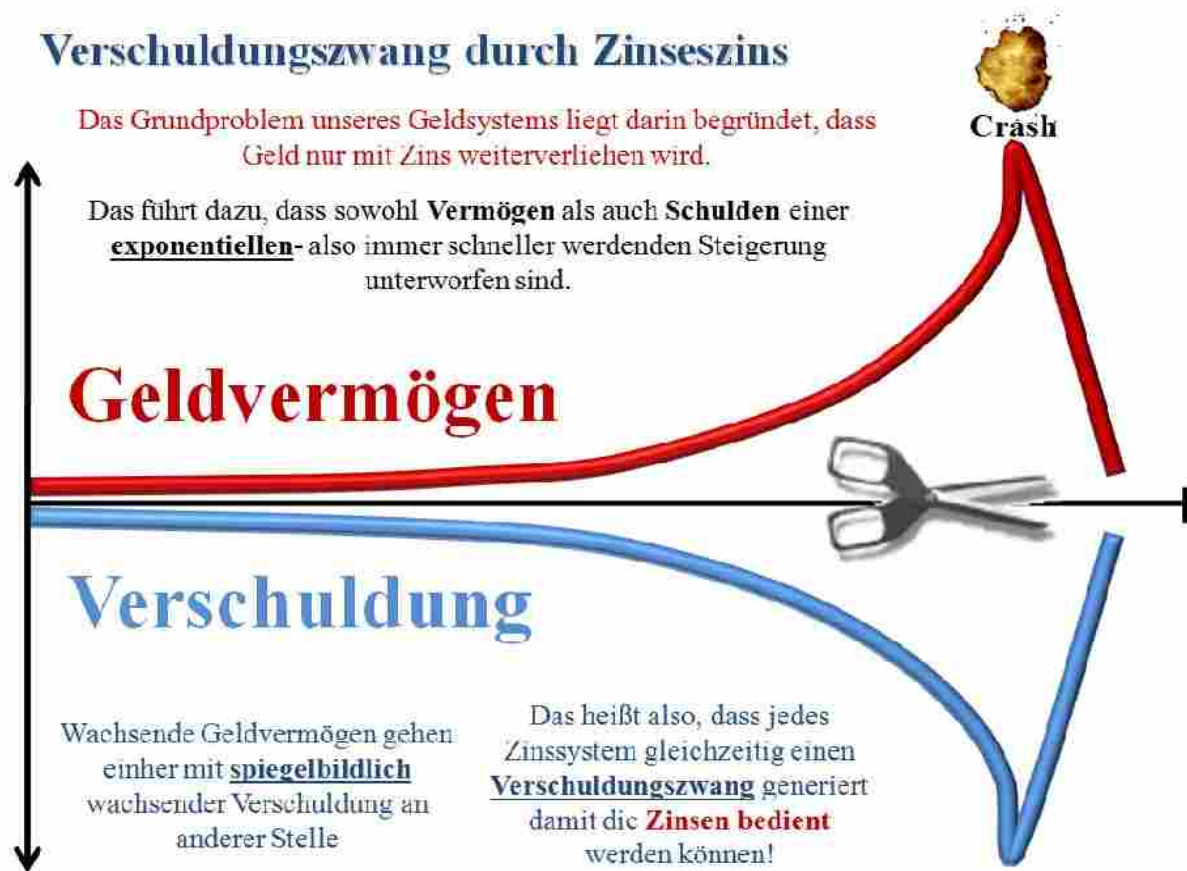 Verschuldungszwang durch Zinseszins
Das Grundproblem unseres Geldsystems liegt darin begründet, dass
Geld nur mit Zins weiterverliehen wird.
Crash
Das führt dazu, dass sowohl Vermögen als auch Schulden einer
exponentiellen- also immer schneller werdenden Steigerung
unterworfen sind.
Geldvermögen
Verschuldung
Wachsende Geldvermögen gehen
einher mit spiegelbildlich
wachsender Verschuldung an
anderer Stelle
Das heißt also, dass jedes
Zinssystem gleichzeitig einen
Verschuldungszwang generiert
damit die Zinsen bedient
werden können!